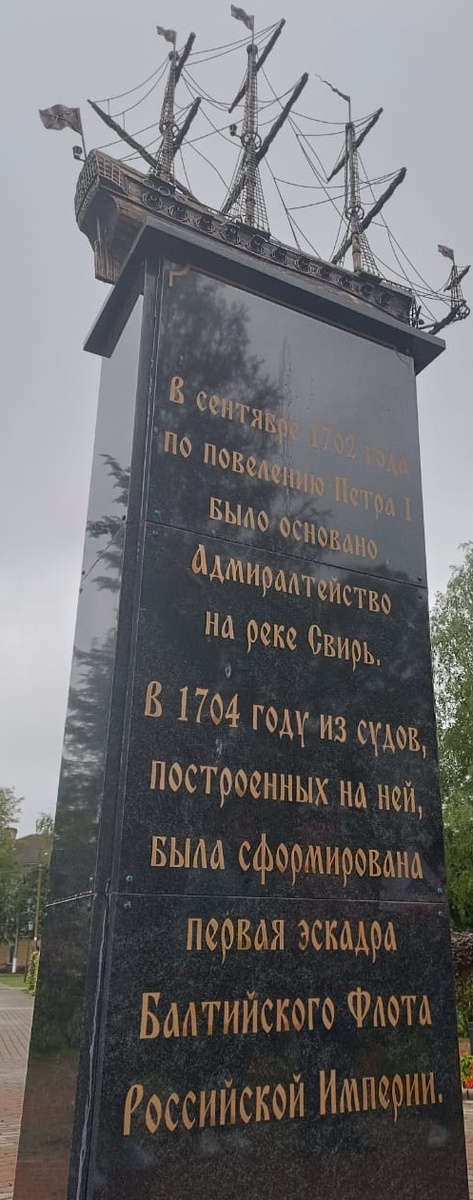 В сентябре 1702 года
по повелению Петра I
было основано
Адмиралтейство
на реке Свирь.
В 1704 году из судов,
построенных на ней,
была сформирована
первая эскадра
Балтийского Флота
Российской Империи.